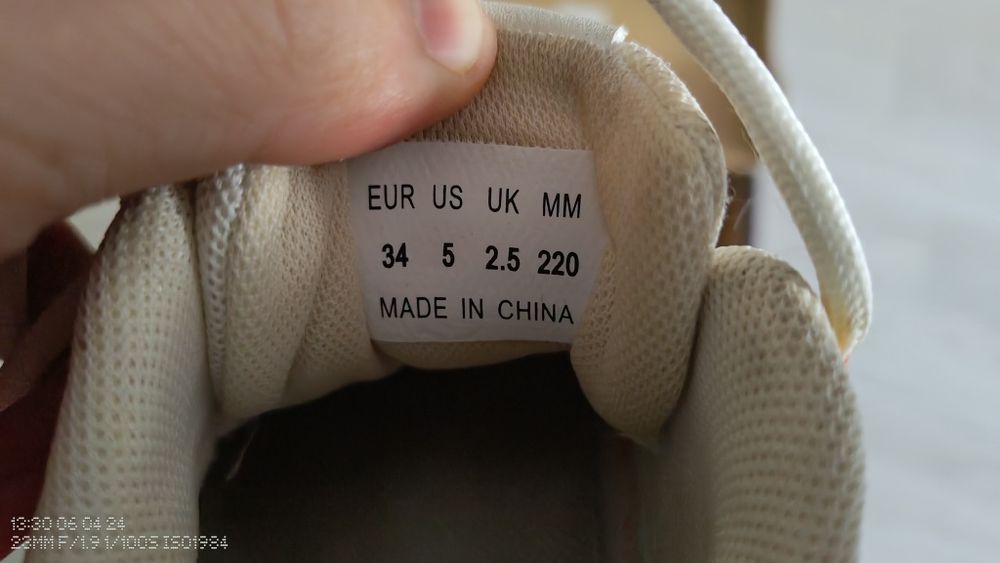 EUR US UK MM
34 5 2.5 220
MADE IN CHINA
13:30 06 04 24
23MM F/1.9 1/100S ISO1984